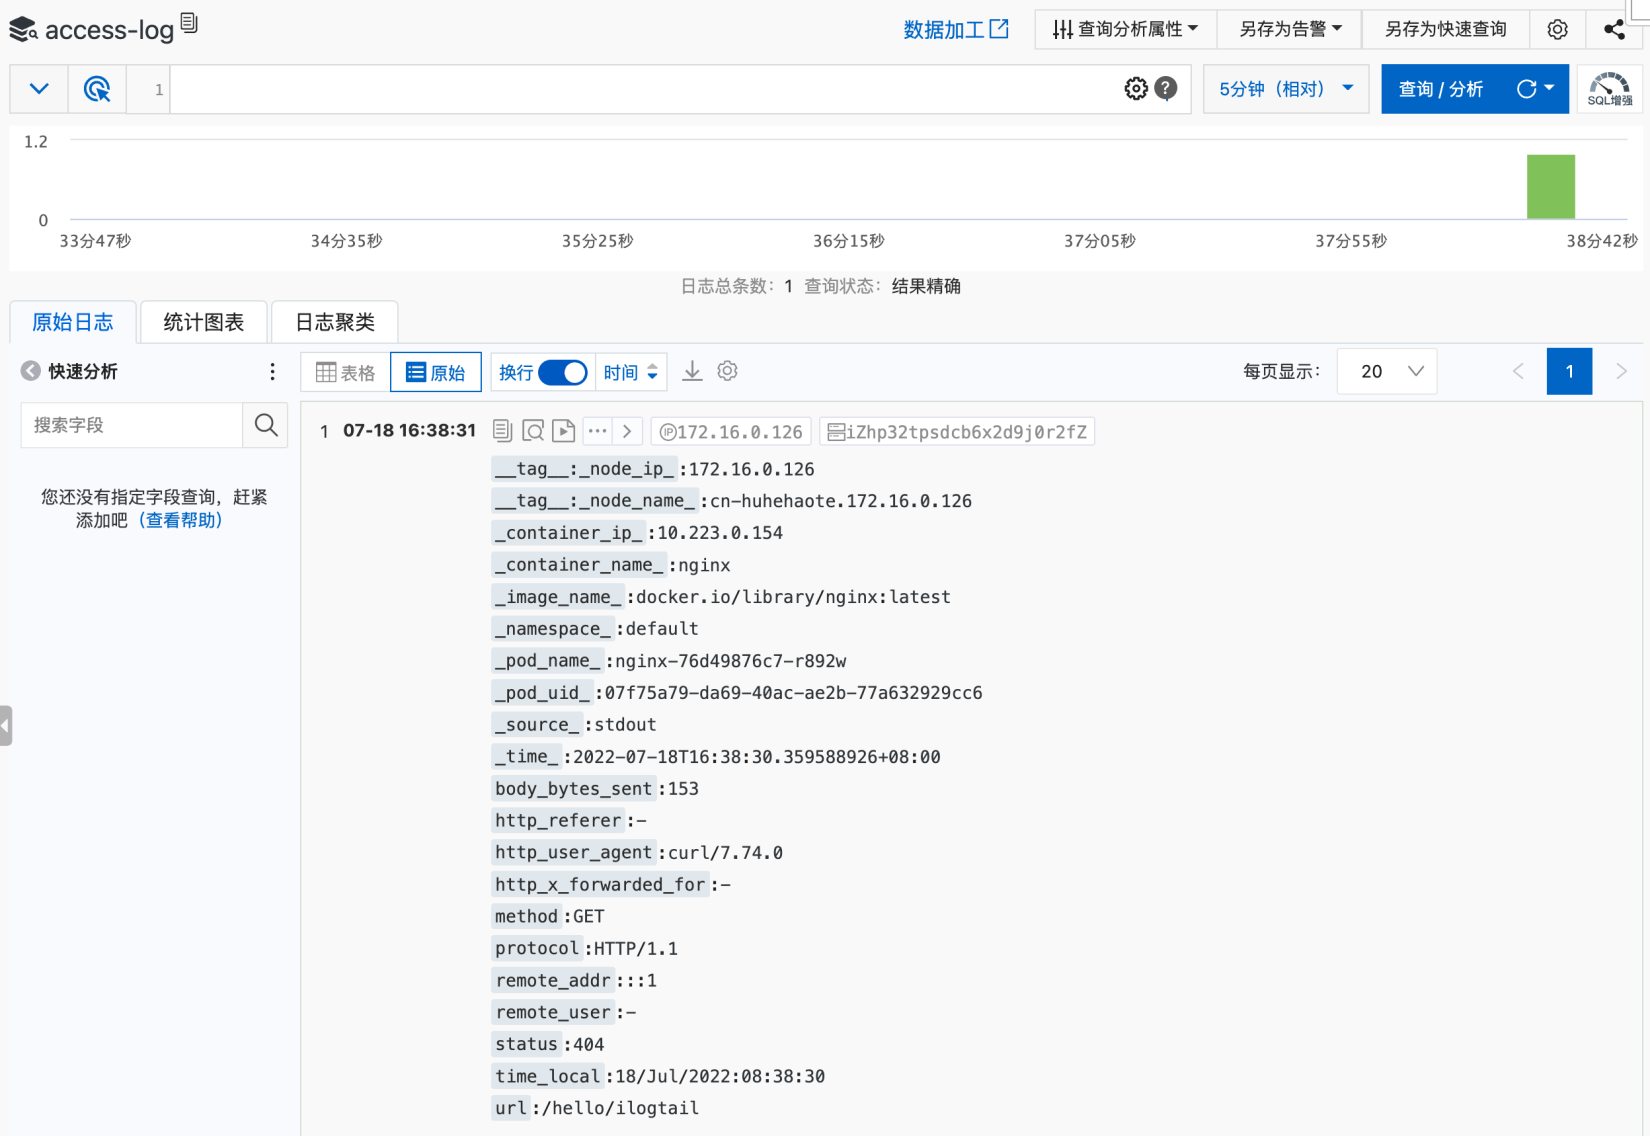 access-log
数据加工
查询分析属性
另存为告警
另存为快速查询
1
5分钟（相对）
查询 / 分析
SQL增强
1.2
0
33分47秒
34分35秒
35分25秒
36分15秒
37分05秒
37分55秒
38分42秒
日志总条数：1 查询状态：结果精确
原始日志
统计图表
日志聚类
快速分析
表格
原始
换行
时间
每页显示：
20
1
搜索字段
您还没有指定字段查询，赶紧
添加吧（查看帮助）
1 07-18 16:38:31 IP 172.16.0.126 iZhp32tpsdcb6x2d9j0r2fZ
__tag__:_node_ip_:172.16.0.126
__tag__:_node_name_:cn-huhehaote.172.16.0.126
_container_ip_:10.223.0.154
_container_name_:nginx
_image_name_:docker.io/library/nginx:latest
_namespace_:default
_pod_name_:nginx-76d49876c7-r892w
_pod_uid_:07f75a79-da69-40ac-ae2b-77a632929cc6
_source_:stdout
_time_:2022-07-18T16:38:30.359588926+08:00
body_bytes_sent:153
http_referer:-
http_user_agent:curl/7.74.0
http_x_forwarded_for:-
method:GET
protocol:HTTP/1.1
remote_addr:::1
remote_user:-
status:404
time_local:18/Jul/2022:08:38:30
url:/hello/ilogtail